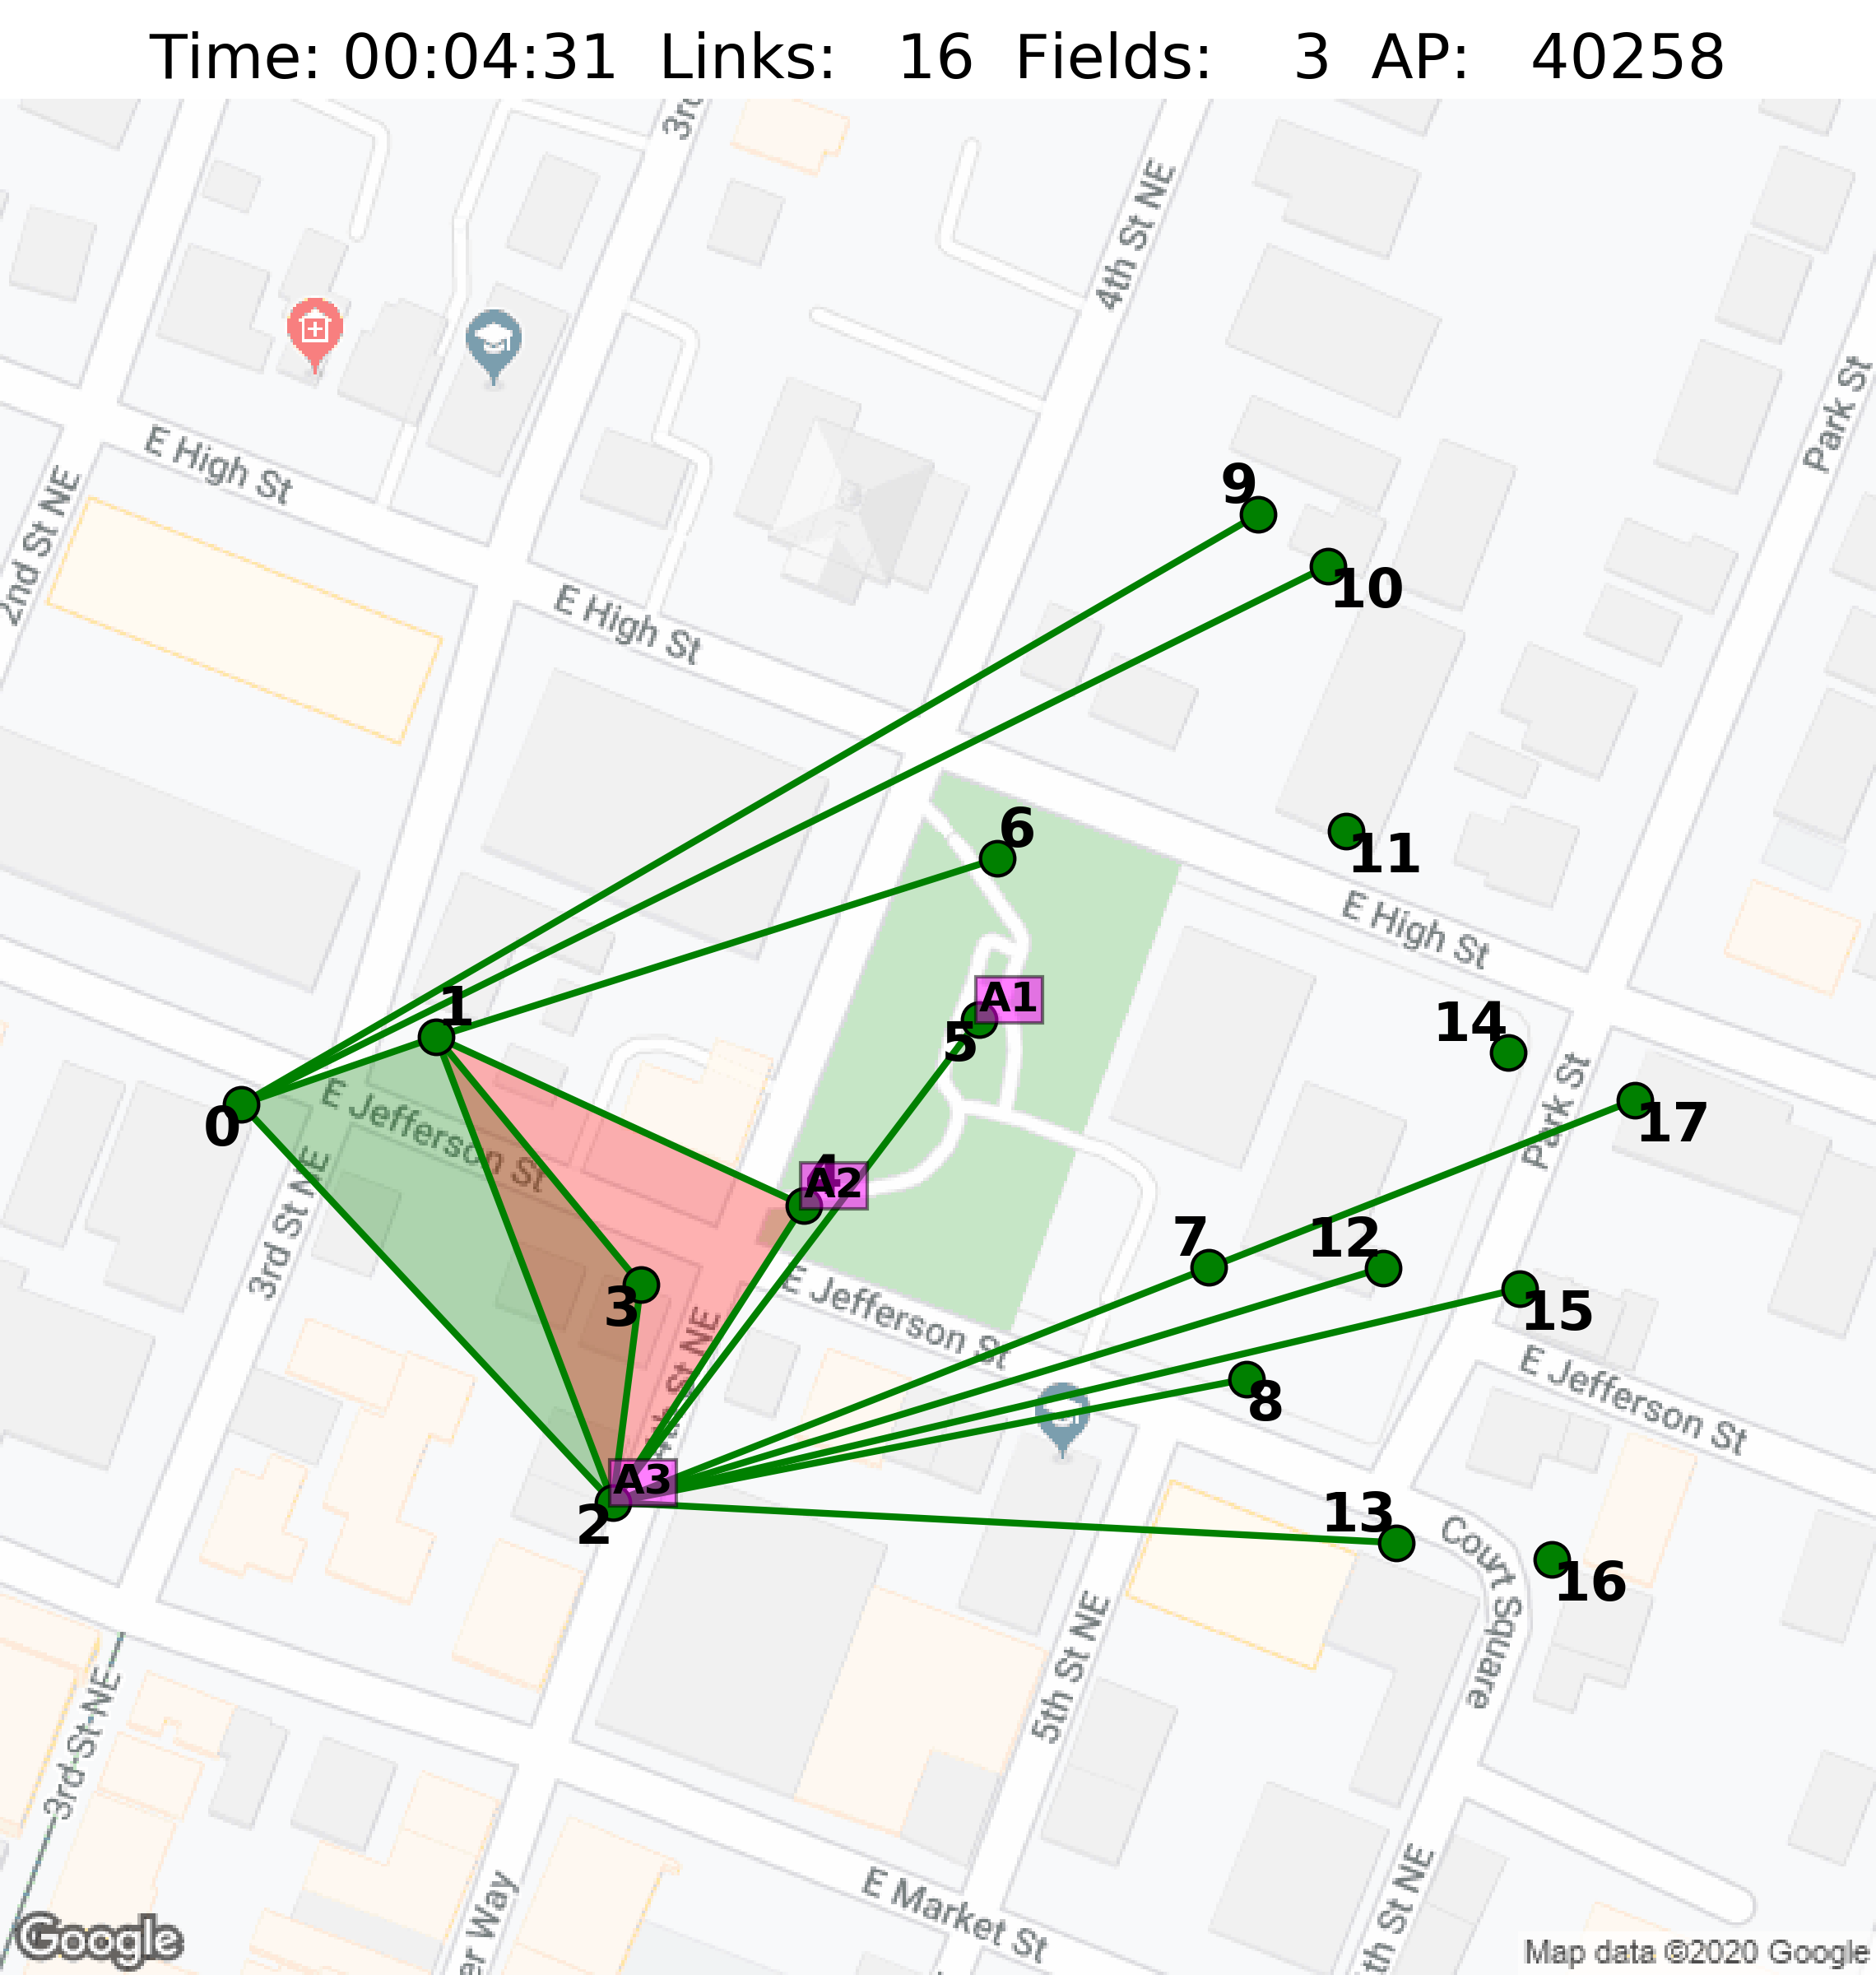 Time: 00:04:31 Links: 16 Fields: 3 AP: 40258
3rd
4th St NE
Park St
E High St
2nd St NE
9
10
E High St
6
11
E High St
1
A1
5
14
0
E Jefferson St
Park St
17
A2
3rd St NE
7
12
3
E Jefferson St
15
4th St NE
8
E Jefferson St
A3
2
13
Court Square
16
5th St NE
3rd St NE
E Market St
er Way
th St NE
Google
Map data ©2020 Google